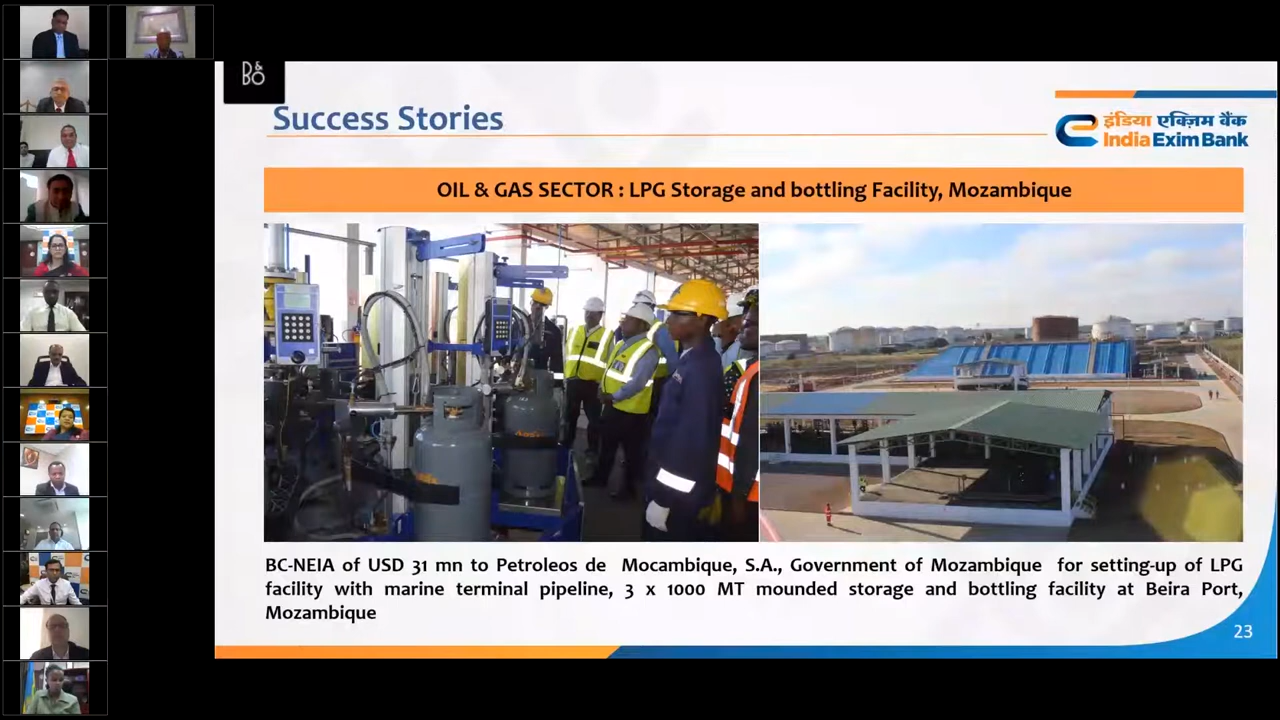 D&
BO
Success Stories
इंडिया एक्ज़िम बैंक
India Exim Bank
OIL & GAS SECTOR : LPG Storage and bottling Facility, Mozambique
BC-NEIA of USD 31 mn to Petroleos de Mocambique, S.A., Government of Mozambique for setting-up of LPG
facility with marine terminal pipeline, 3 x 1000 MT mounded storage and bottling facility at Beira Port,
Mozambique
23